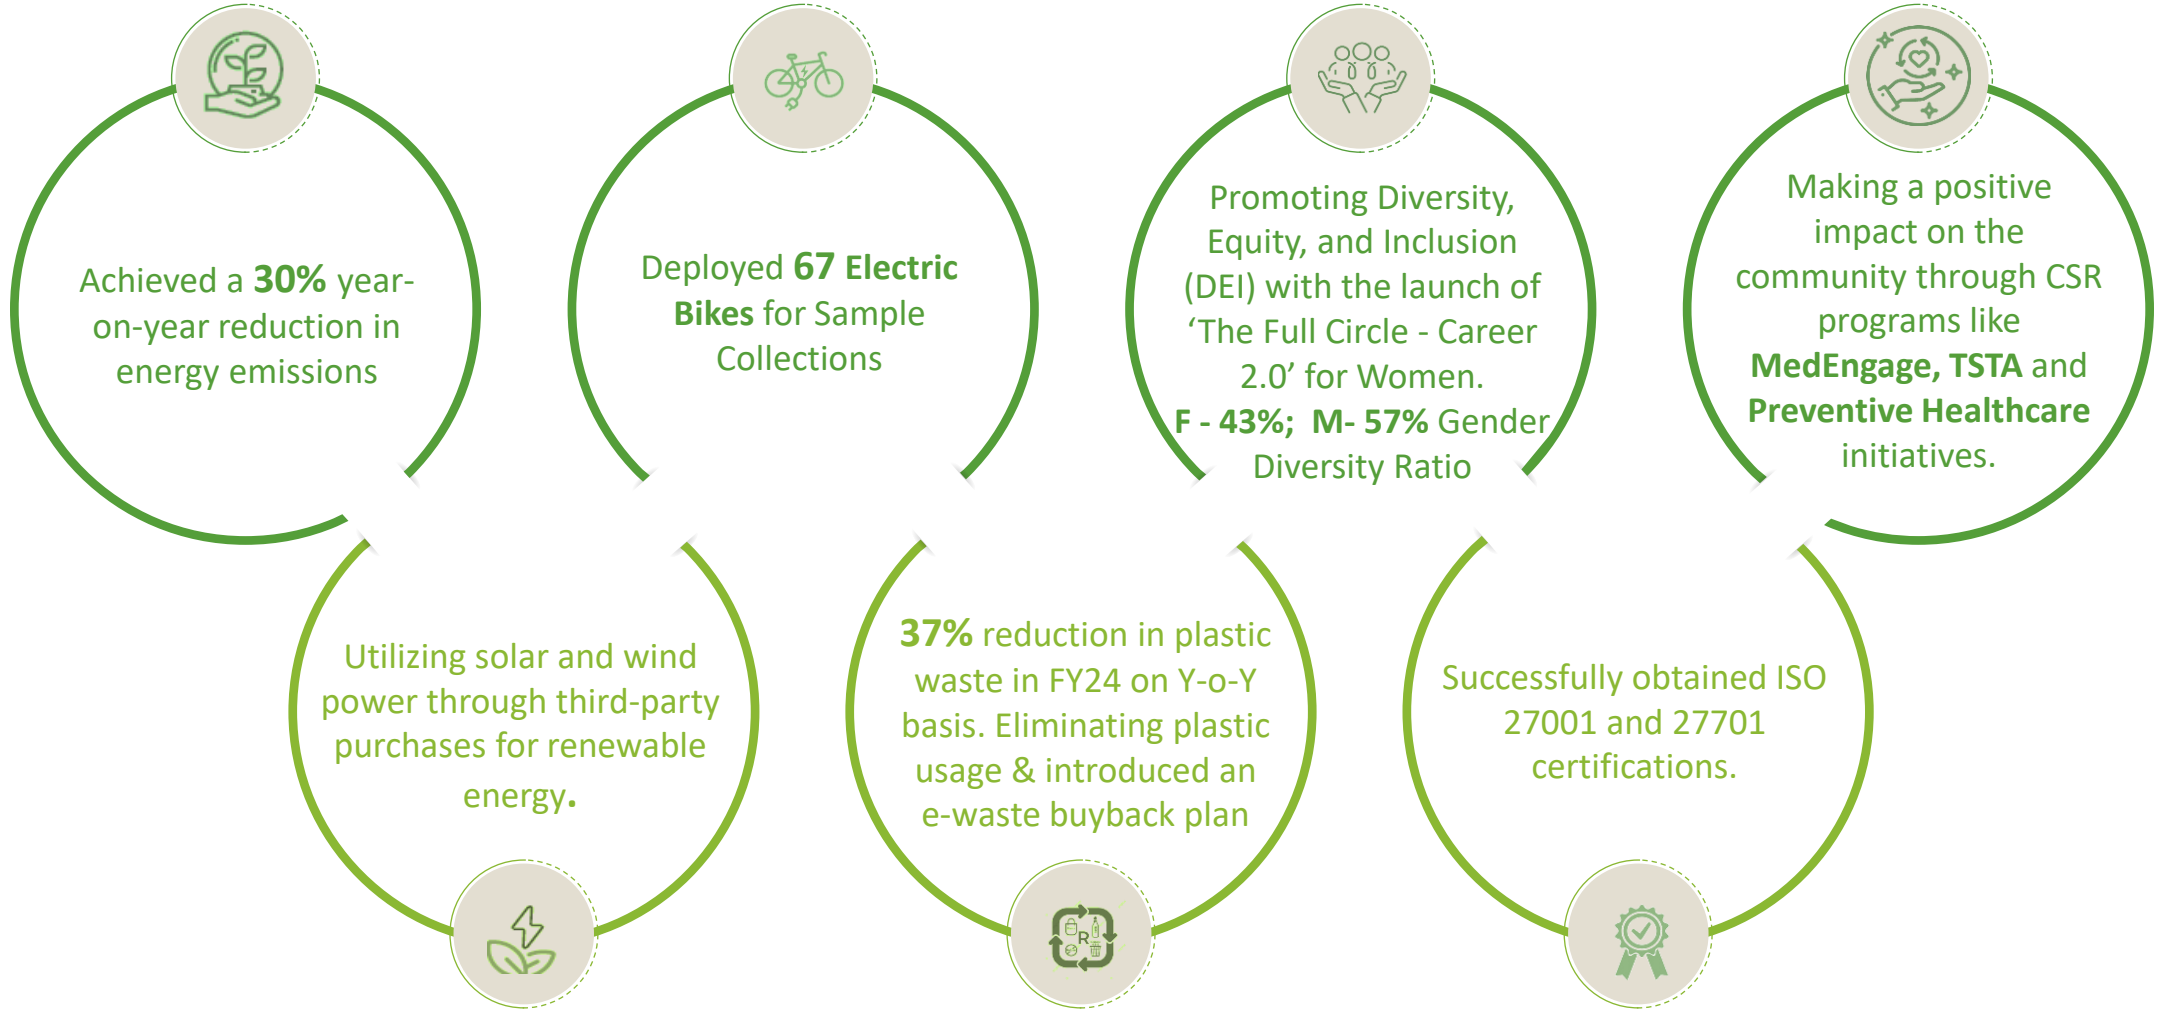 Achieved a 30% year-
on-year reduction in
energy emissions
Utilizing solar and wind
power through third-party
purchases for renewable
energy.
Deployed 67 Electric
Bikes for Sample
Collections
37% reduction in plastic
waste in FY24 on Y-o-Y
basis. Eliminating plastic
usage & introduced an
e-waste buyback plan
R
Promoting Diversity,
Equity, and Inclusion
(DEI) with the launch of
‘The Full Circle - Career
2.0’ for Women.
F - 43%;  M- 57% Gender
Diversity Ratio
Successfully obtained ISO
27001 and 27701
certifications.
Making a positive
impact on the
community through CSR
programs like
MedEngage, TSTA and
Preventive Healthcare
initiatives.